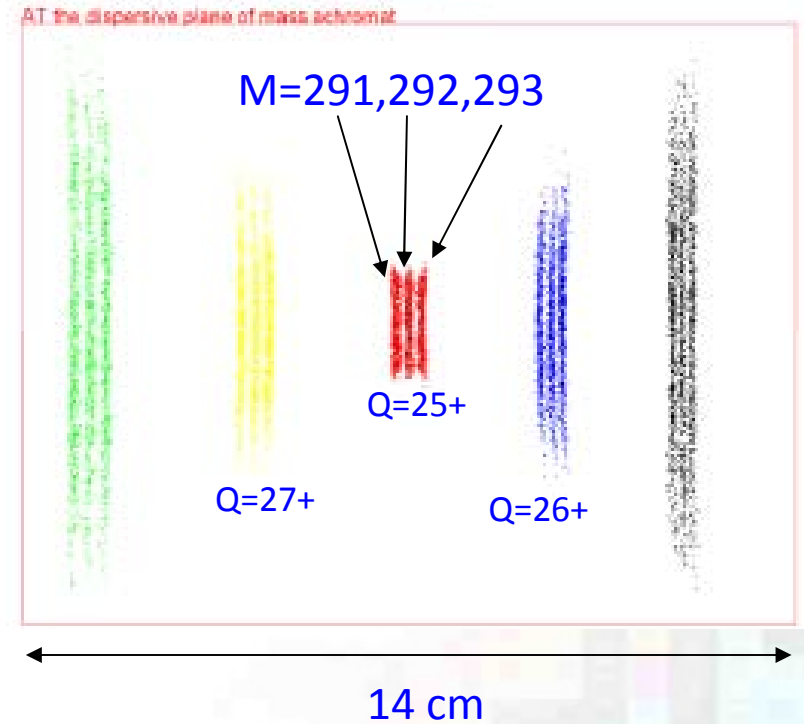 AT the dispersive plane of mass achromat
M=291,292,293
Q=25+
Q=27+
Q=26+
14 cm